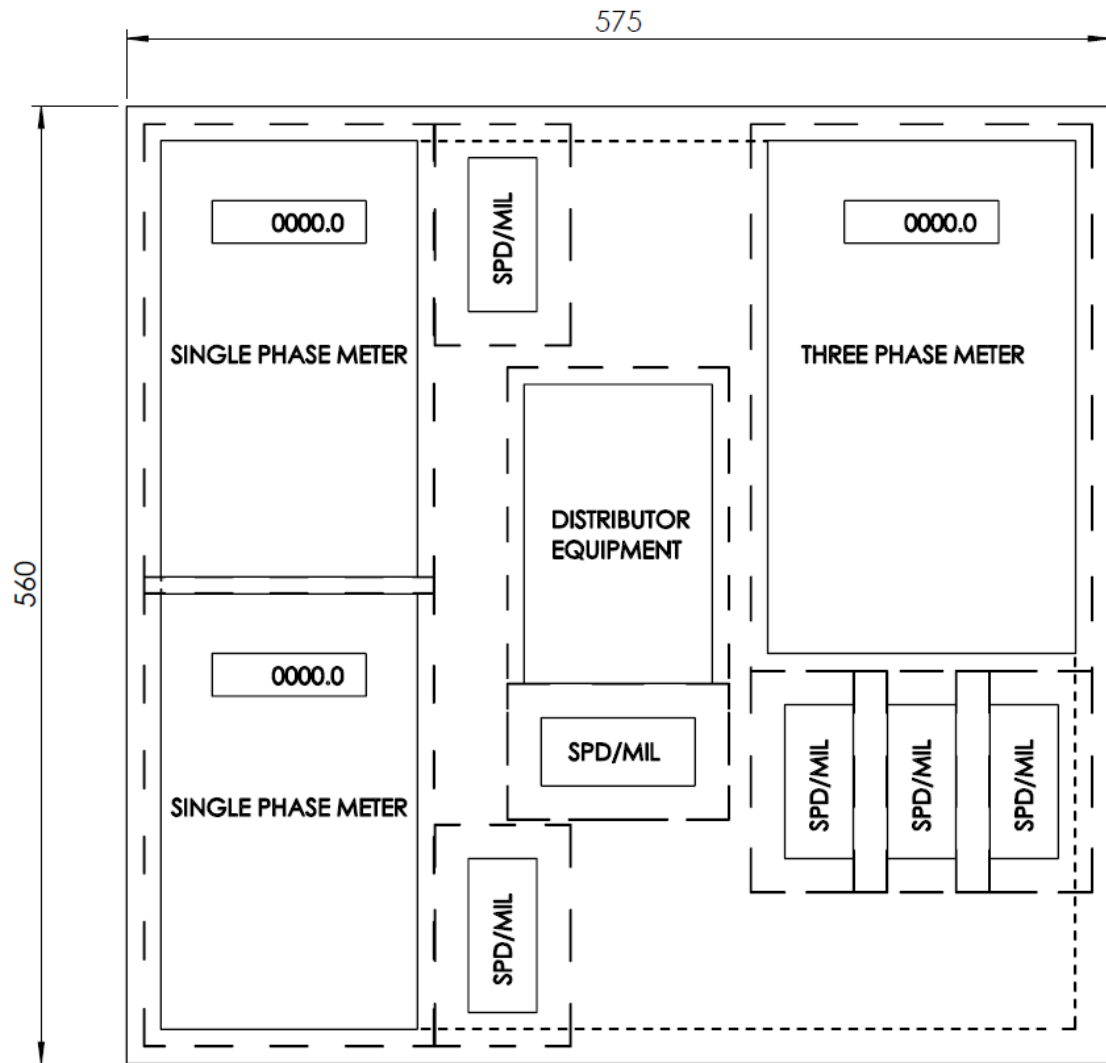 575
560
0000.0
SPD/MIL
0000.0
SINGLE PHASE METER
THREE PHASE METER
DISTRIBUTOR
EQUIPMENT
0000.0
SPD/MIL
SINGLE PHASE METER
SPD/MIL
SPD/MIL
SPD/MIL
SPD/MIL